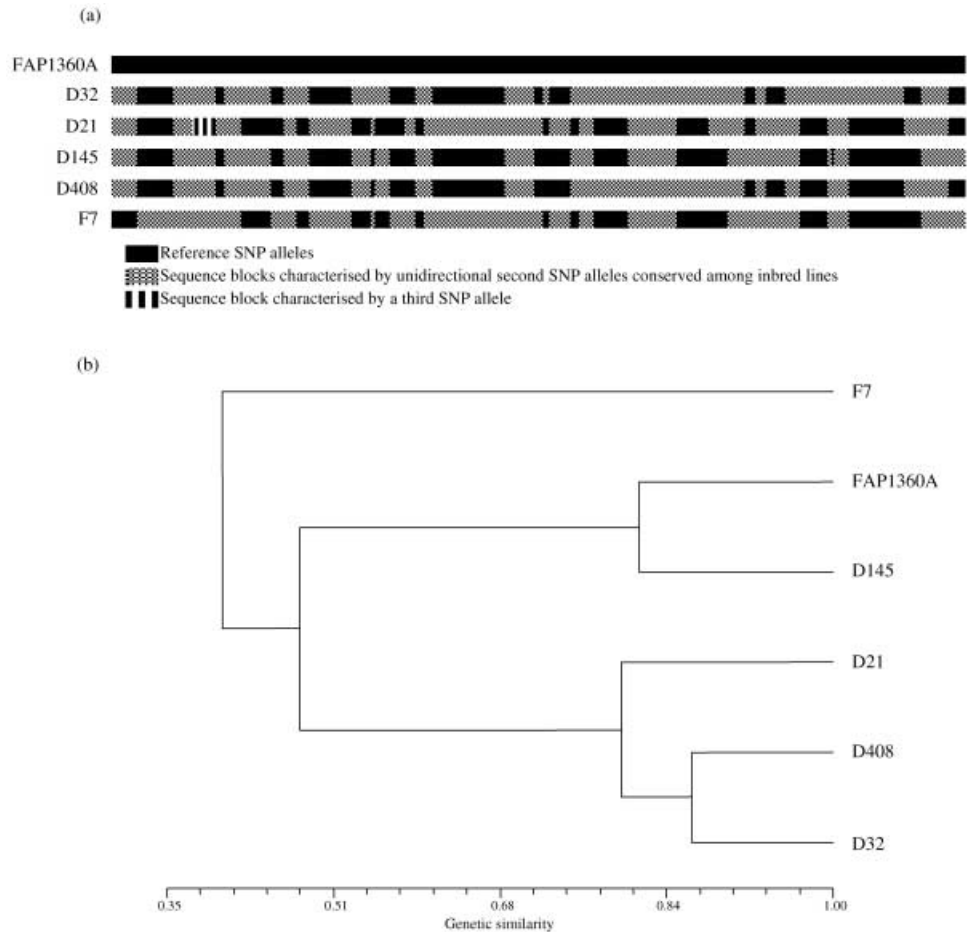 (a)
FAP1360A
D32
D21
D145
D408
F7
Reference SNP alleles
Sequence blocks characterised by unidirectional second SNP alleles conserved among inbred lines
Sequence block characterised by a third SNP allele
(b)
F7
FAP1360A
D145
D21
D408
D32
0.35 0.51 0.68 0.84 1.00
Genetic similarity